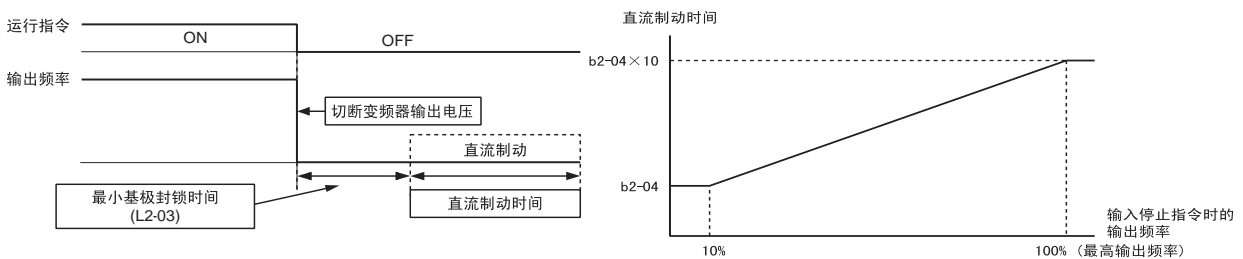 运行指令
ON
OFF
输出频率
切断变频器输出电压
直流制动
最小基极封锁时间
(L2-03)
直流制动时间
直流制动时间
b2-04×10
b2-04
10%
100%（最高输出频率）
输入停止指令时的
输出频率